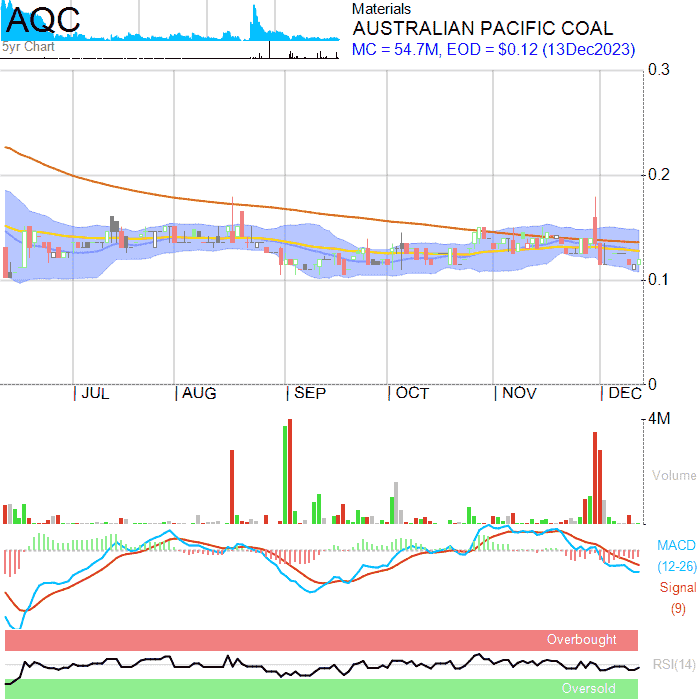 AQC
5yr Chart
Materials
AUSTRALIAN PACIFIC COAL
MC = 54.7M, EOD = $0.12 (13Dec2023)
0.3
0.2
0.1
0
JUL AUG SEP OCT NOV DEC
4M
Volume
MACD
(12-26)
Signal
(9)
Overbought
RSI(14)
Oversold